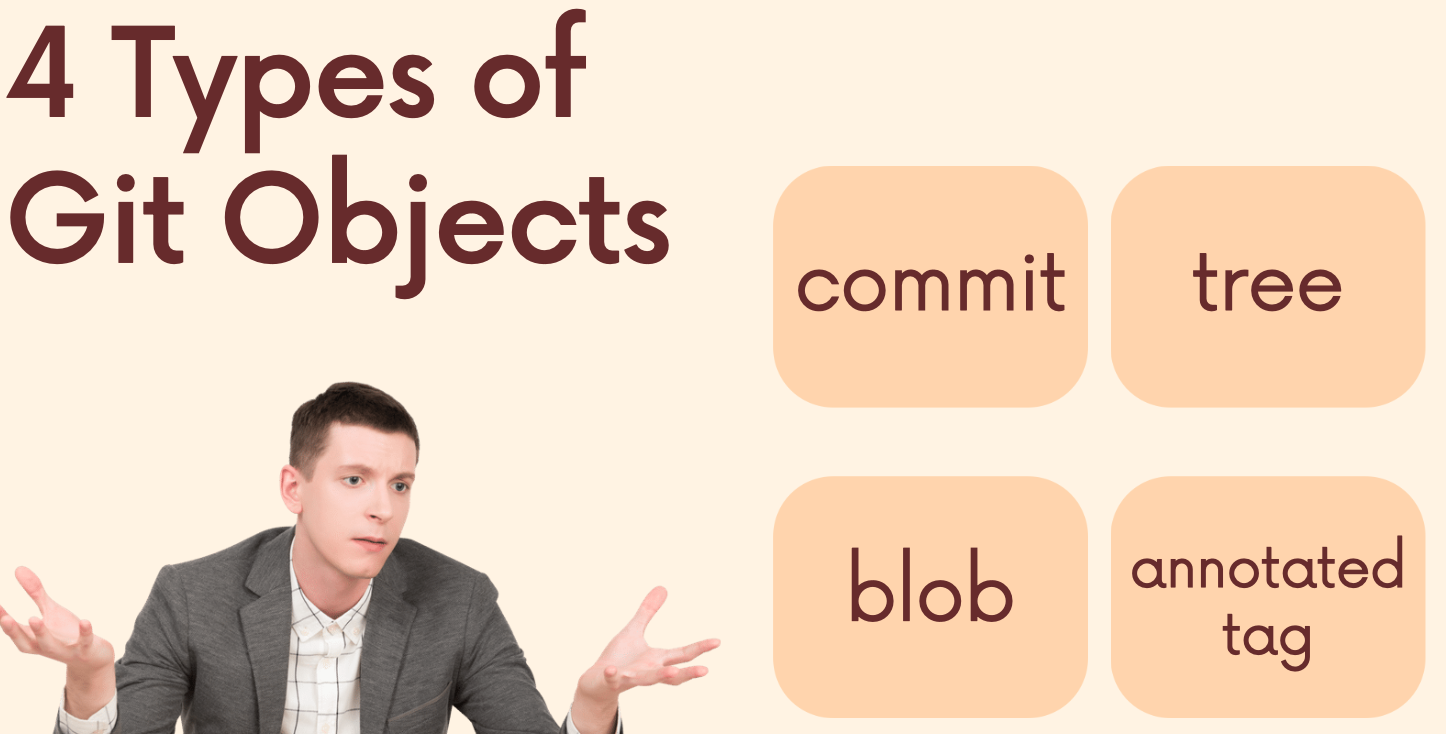 4 Types of
Git Objects
commit
tree
blob
annotated
tag